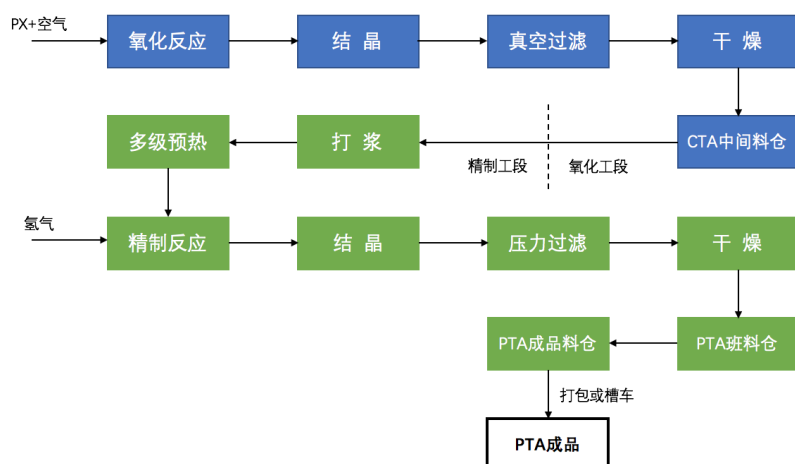 PX+空气
氧化反应
结 晶
真空过滤
干 燥
多级预热
打 浆
精制工段
氧化工段
CTA中间料仓
氢气
精制反应
结 晶
压力过滤
干 燥
PTA成品料仓
PTA班料仓
打包或槽车
PTA成品